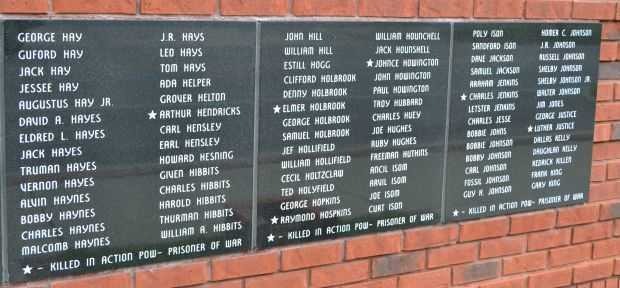 GEORGE HAY
GUFORD HAY
JACK HAY
JESSEE HAY
AUGUSTUS HAY JR.
DAVID A. HAYES
ELDRED L. HAYES
JACK HAYES
TRUMAN HAYES
VERNON HAYES
ALVIN HAYNES
BOBBY HAYNES
CHARLES HAYNES
MALCOMB HAYNES
J.R. HAYS
LEO HAYS
TOM HAYS
ADA HELPER
GROVER HELTON
★ ARTHUR HENDRICKS
CARL HENSLEY
EARL HENSLEY
HOWARD HESNING
GIVEN HIBBITS
CHARLES HIBBITS
HAROLD HIBBITS
THURMAN HIBBITS
WILLIAM A. HIBBITS
★ - KILLED IN ACTION POW- PRISONER OF WAR
JOHN HILL
WILLIAM HILL
ESTILL HOGG
CLIFFORD HOLBROOK
DENNY HOLBROOK
★ ELMER HOLBROOK
GEORGE HOLBROOK
SAMUEL HOLBROOK
JEF HOLLIFIELD
WILLIAM HOLLIFIELD
CECIL HOLTZCLAW
TED HOLYFIELD
GEORGE HOPKINS
★ RAYMOND HOSPKINS
WILLIAM HOUNCHELL
JACK HOUNSHELL
★ JOHNCE HOWINGTON
JOHN HOWINGTON
PAUL HOWINGTON
TROY HUBBARD
CHARLES HUEY
JOE HUGHES
RUBY HUGHES
FREEMAN HUTHINS
ANCIL ISOM
ARVIL ISOM
JOE ISOM
CURT ISON
★ - KILLED IN ACTION POW- PRISONER OF WAR
POLY ISON
SANDFORD ISON
DAVE JACKSON
SAMUEL JACKSON
ARAHAM JENKINS
★ CHARLES JENKINS
LETSTER JENKINS
CHARLES JESSE
BOBBIE JOHNS
BOBBIE JOHNSON
BOBBY JOHNSON
CARL JOHNSON
FOSSIL JOHNSON
GUY H. JOHNSON
HOMER C. JOHNSON
J.R. JOHNSON
RUSSELL JOHNSON
SHELBY JOHNSON
SHELBY JOHNSON JR.
WALTER JOHNSON
JIM JONES
GEORGE JUSTICE
★ LUTHER JUSTICE
DALLAS KELLY
DAUGHLAN KELLY
KEDRICK KILLEN
FRANK KING
GARY KING
★ - KILLED IN ACTION POW- PRISONER OF WAR